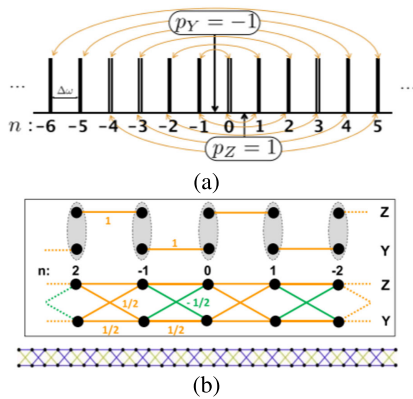 p_Y = −1
... ...
Δω
n : -6 -5 -4 -3 -2 -1 0 1 2 3 4 5
p_Z = 1
(a)
Z
1
1
Y
n: 2 -1 0 1 -2
Z
1/2 - 1/2
Y
1/2 1/2
(b)